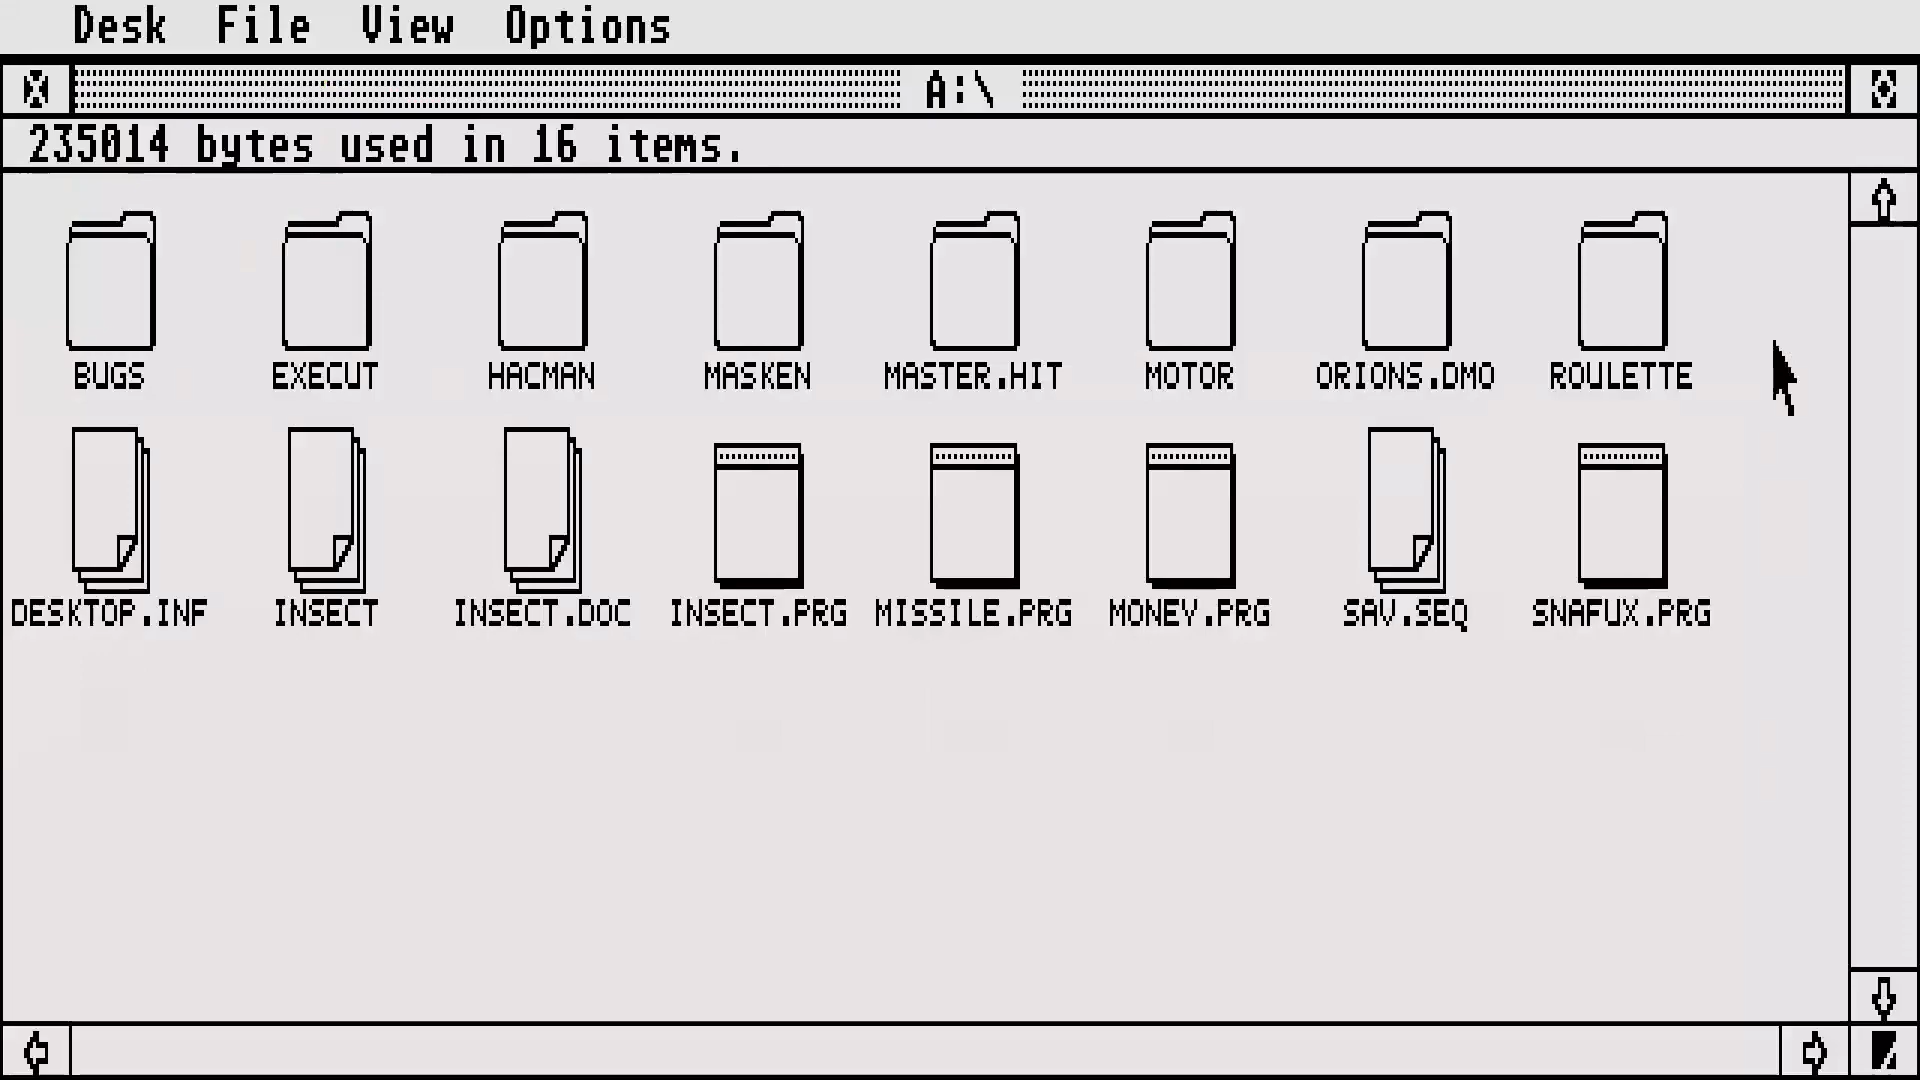 Desk File View Options
A:\
235014 bytes used in 16 items.
BUGS EXECUT HACMAN MASKEN MASTER.HIT MOTOR ORIONS.DMO ROULETTE
DESKTOP.INF INSECT INSECT.DOC INSECT.PRG MISSILE.PRG MONEY.PRG SAV.SEQ SNAFUX.PRG